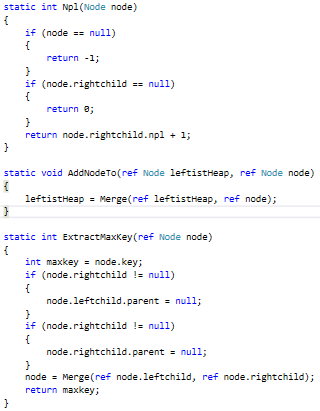 static int Npl(Node node)
{
    if (node == null)
    {
        return -1;
    }
    if (node.rightchild == null)
    {
        return 0;
    }
    return node.rightchild.npl + 1;
}

static void AddNodeTo(ref Node leftistHeap, ref Node node)
{
    leftistHeap = Merge(ref leftistHeap, ref node);
}

static int ExtractMaxKey(ref Node node)
{
    int maxkey = node.key;
    if (node.rightchild != null)
    {
        node.leftchild.parent = null;
    }
    if (node.rightchild != null)
    {
        node.rightchild.parent = null;
    }
    node = Merge(ref node.leftchild, ref node.rightchild);
    return maxkey;
}